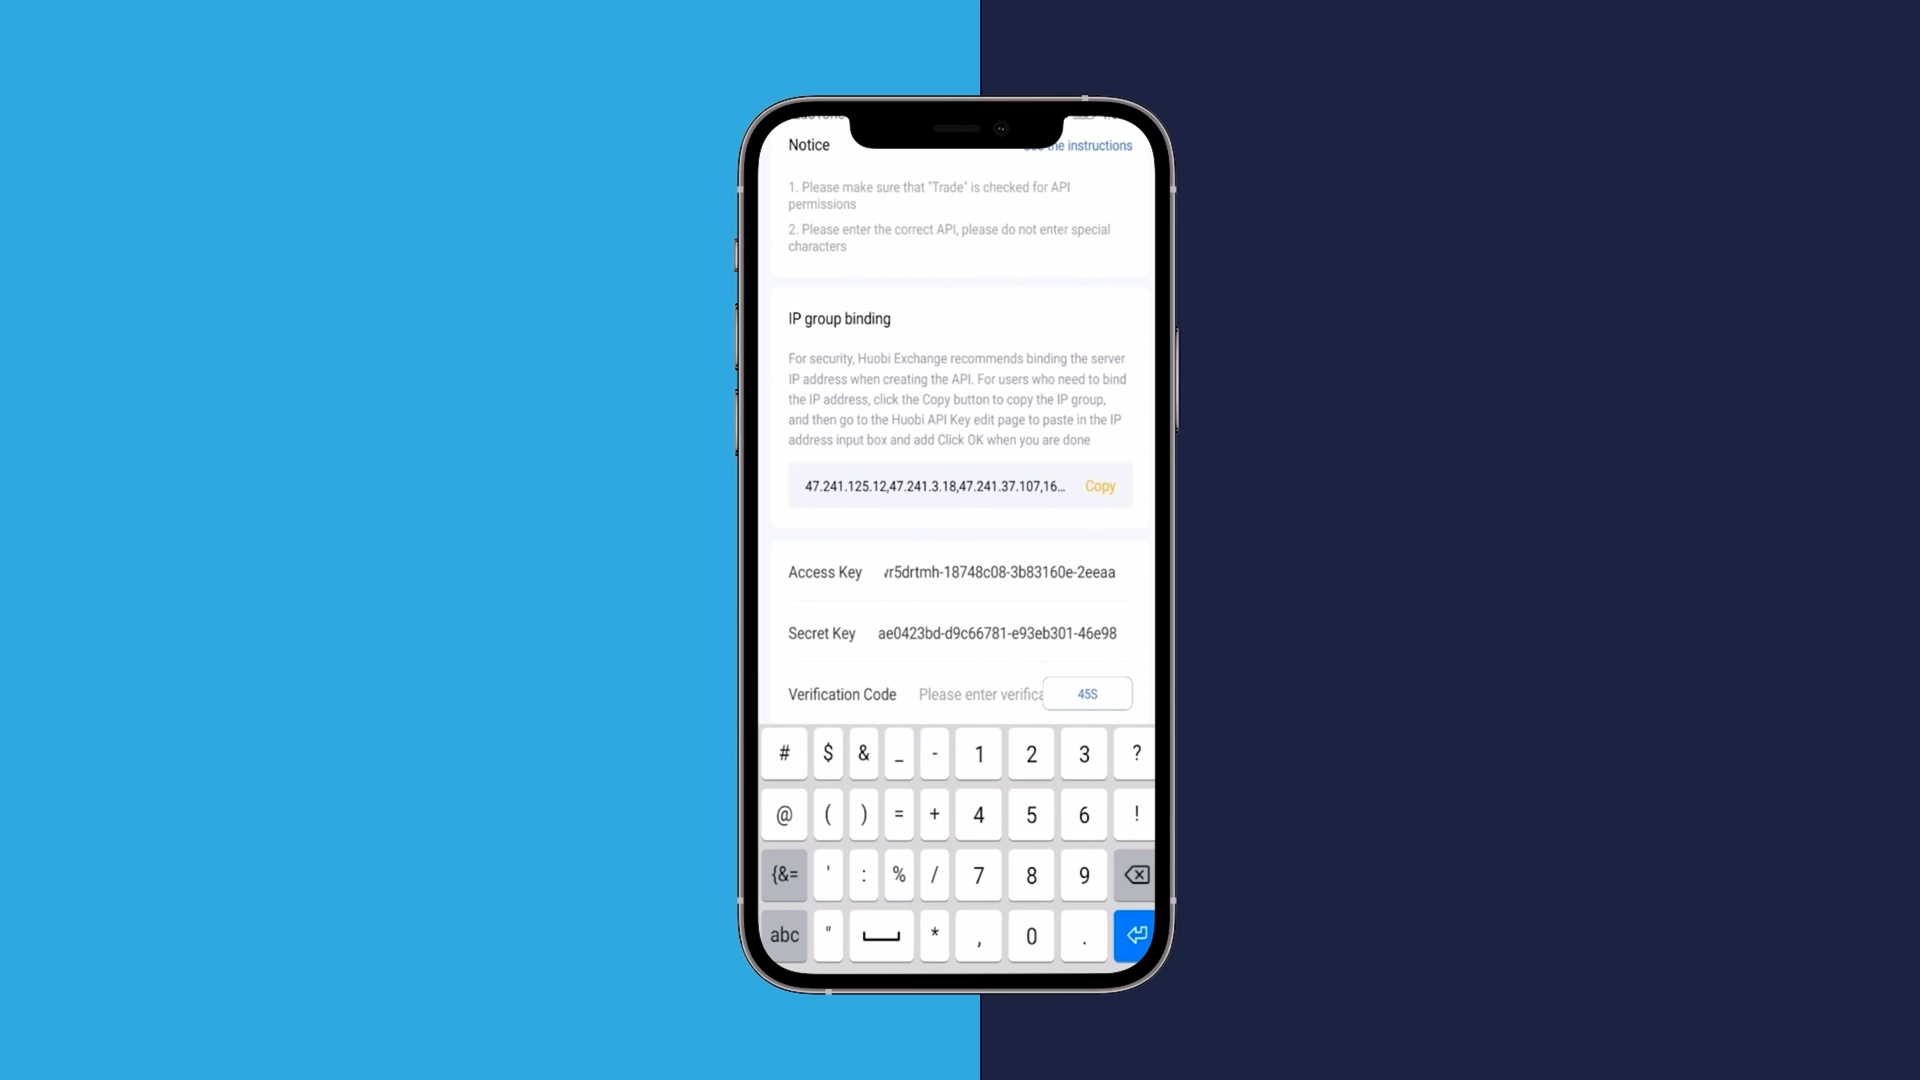 Notice
the instructions
1. Please make sure that "Trade" is checked for API
permissions
2. Please enter the correct API, please do not enter special
characters
IP group binding
For security, Huobi Exchange recommends binding the server
IP address when creating the API. For users who need to bind
the IP address, click the Copy button to copy the IP group,
and then go to the Huobi API Key edit page to paste in the IP
address input box and add Click OK when you are done
47.241.125.12,47.241.3.18,47.241.37.107,16... Copy
Access Key vr5drtmh-18748c08-3b83160e-2eeaa
Secret Key ae0423bd-d9c66781-e93eb301-46e98
Verification Code Please enter verifica 45S
# $ & _ - 1 2 3 ?
@ ( ) = + 4 5 6 !
{&= ' : % / 7 8 9
abc " * , 0 .